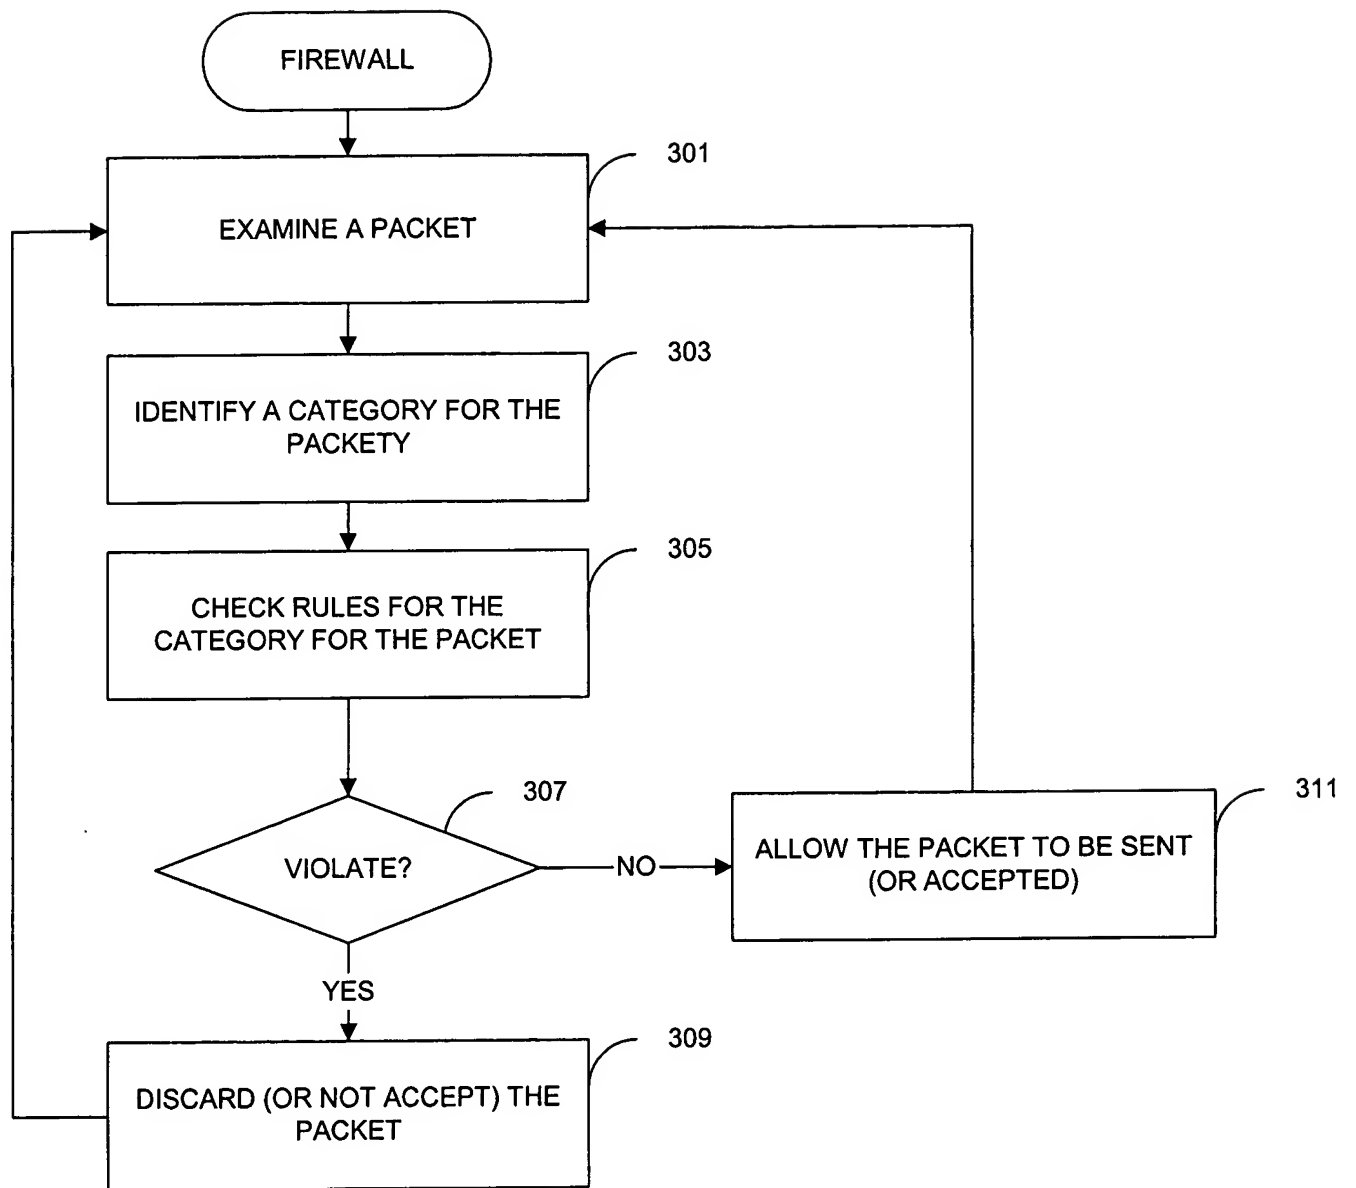 FIREWALL
301
EXAMINE A PACKET
303
IDENTIFY A CATEGORY FOR THE
PACKETY
305
CHECK RULES FOR THE
CATEGORY FOR THE PACKET
307
VIOLATE?
NO
311
ALLOW THE PACKET TO BE SENT
(OR ACCEPTED)
YES
309
DISCARD (OR NOT ACCEPT) THE
PACKET